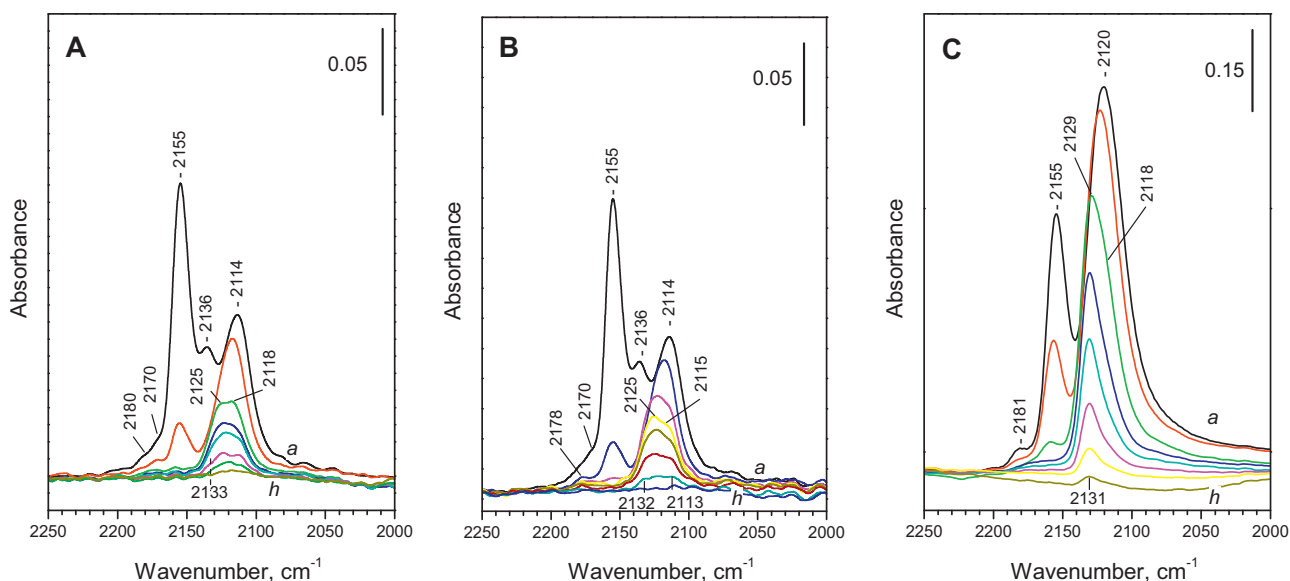 A
0.05
2155
2136
2114
2180
2170
2125
2118
a
2133
h
Absorbance
2250 2200 2150 2100 2050 2000
Wavenumber, cm-1
B
0.05
2155
2136
2114
2178
2170
2125
2115
a
2132
2113
h
Absorbance
2250 2200 2150 2100 2050 2000
Wavenumber, cm-1
C
0.15
2120
2129
2118
2155
2181
a
2131
h
Absorbance
2250 2200 2150 2100 2050 2000
Wavenumber, cm-1